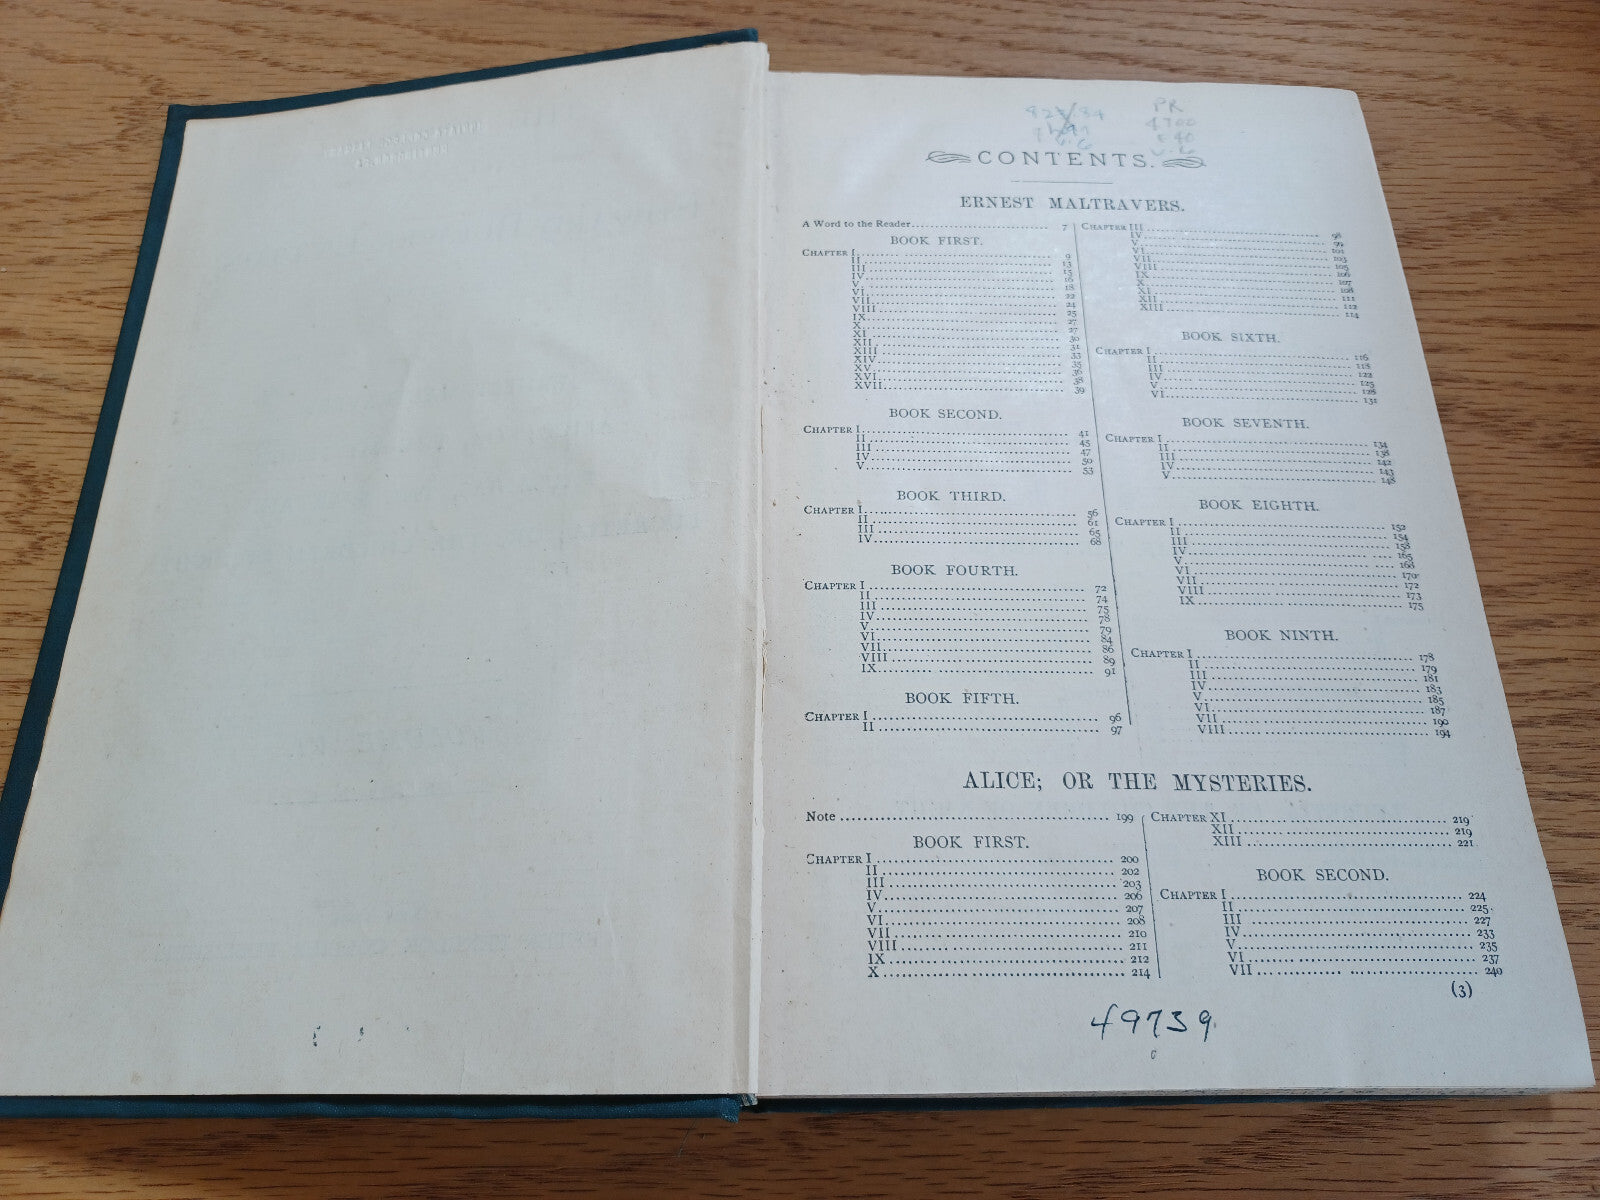 PR
4700
CONTENTS.
ERNEST MALTRAVERS.
A Word to the Reader 7
BOOK FIRST.
CHAPTER I 9
II 13
III 15
IV 16
V 18
VI 22
VII 24
VIII 25
IX 27
X 27
XI 30
XII 31
XIII 33
XIV 35
XV 36
XVI 38
XVII 39
BOOK SECOND.
CHAPTER I 41
II 45
III 47
IV 50
V 53
BOOK THIRD.
CHAPTER I 56
II 61
III 65
IV 68
BOOK FOURTH.
CHAPTER I 72
II 74
III 75
IV 78
V 79
VI 84
VII 86
VIII 89
IX 91
BOOK FIFTH.
CHAPTER I 96
II 97
CHAPTER III 98
IV 99
V 101
VI 103
VII 105
VIII 106
IX 107
X 108
XI 111
XII 112
XIII 114
BOOK SIXTH.
CHAPTER I 116
II 118
III 122
IV 125
V 128
VI 131
BOOK SEVENTH.
CHAPTER I 134
II 138
III 142
IV 143
V 148
BOOK EIGHTH.
CHAPTER I 152
II 154
III 158
IV 165
V 168
VI 170
VII 172
VIII 173
IX 175
BOOK NINTH.
CHAPTER I 178
II 179
III 181
IV 183
V 185
VI 187
VII 190
VIII 194
ALICE; OR THE MYSTERIES.
Note 199
BOOK FIRST.
CHAPTER I 200
II 202
III 203
IV 206
V 207
VI 208
VII 210
VIII 211
IX 212
X 214
CHAPTER XI 219
XII 219
XIII 221
BOOK SECOND.
CHAPTER I 224
II 225
III 227
IV 233
V 235
VI 237
VII 240
(3)
49739